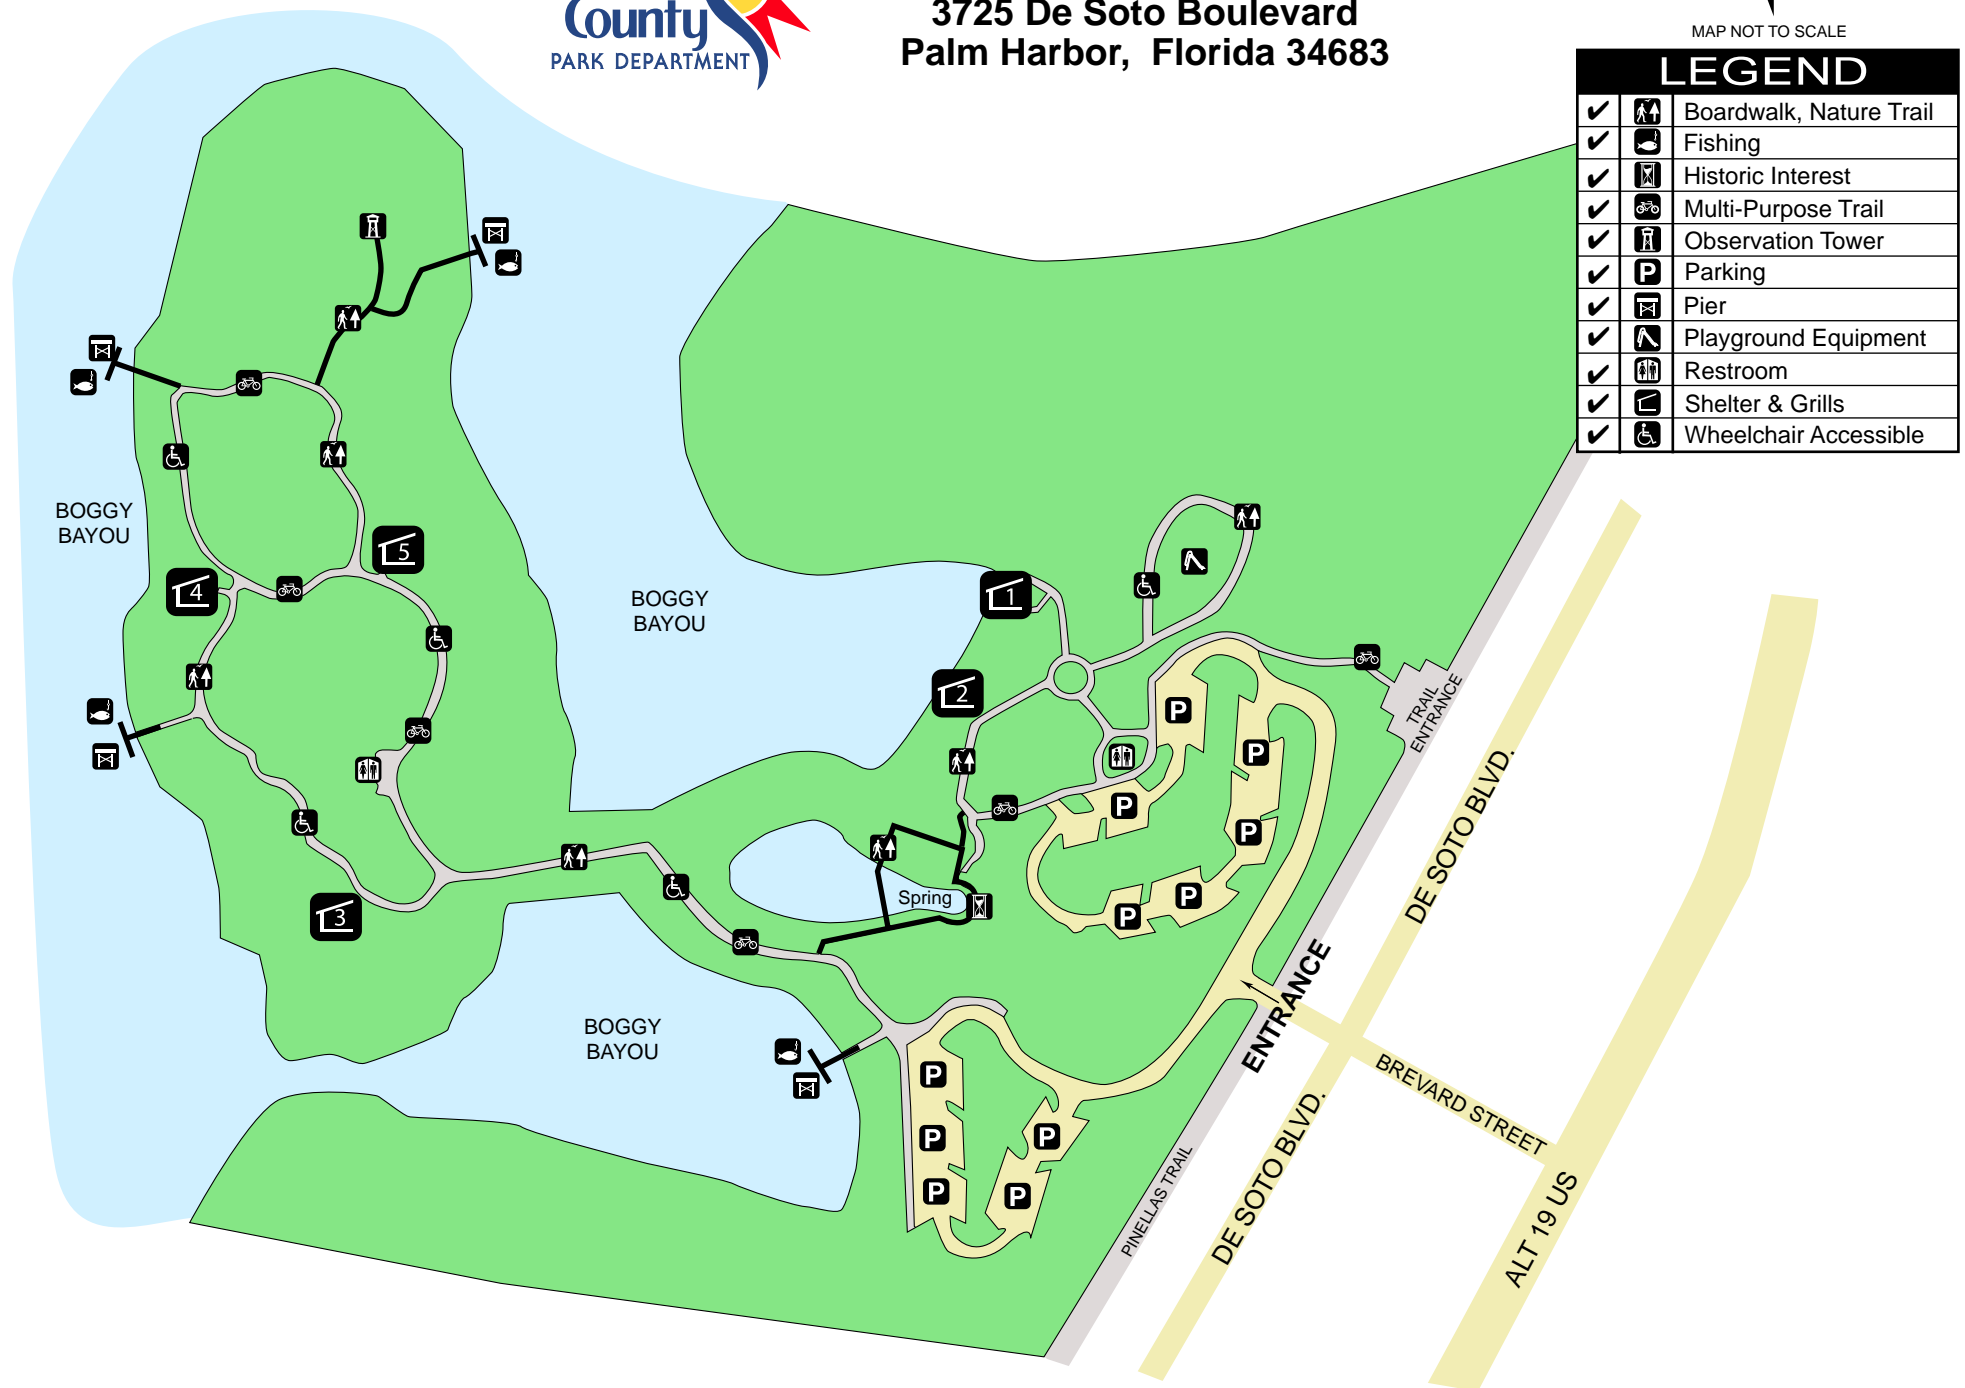 County
PARK DEPARTMENT
3725 De Soto Boulevard
Palm Harbor, Florida 34683
MAP NOT TO SCALE
LEGEND
Boardwalk, Nature Trail
Fishing
Historic Interest
Multi-Purpose Trail
Observation Tower
P Parking
Pier
Playground Equipment
Restroom
Shelter & Grills
Wheelchair Accessible
BOGGY
BAYOU
5
4
BOGGY
BAYOU
1
2
TRAIL
ENTRANCE
P
P
P
P
P
P
Spring
3
DE SOTO BLVD.
ENTRANCE
BOGGY
BAYOU
BREVARD STREET
P
P
P
P
P
PINELLAS TRAIL
DE SOTO BLVD.
ALT 19 US